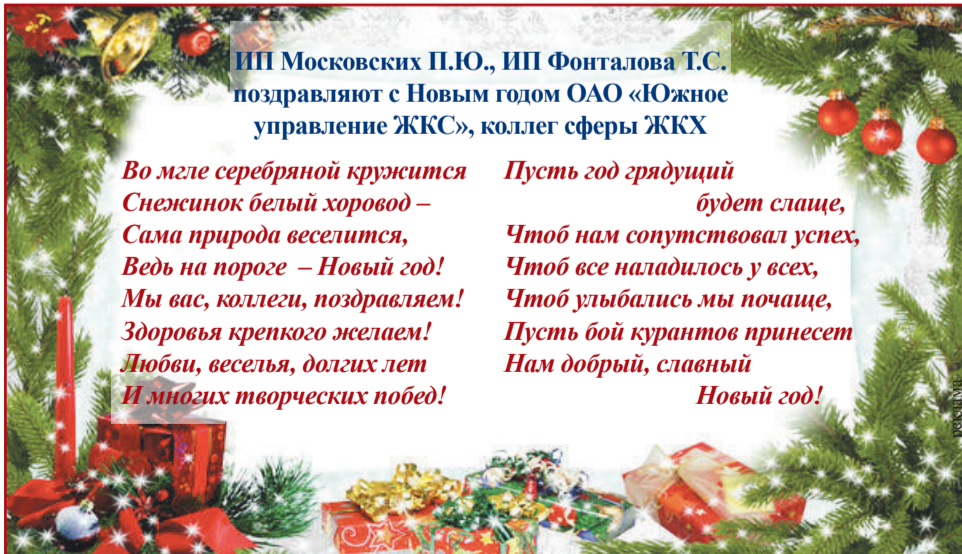 ИП Московских П.Ю., ИП Фонталова Т.С.
поздравляют с Новым годом ОАО «Южное
управление ЖКС», коллег сферы ЖКХ
Во мгле серебряной кружится
Снежинок белый хоровод –
Сама природа веселится,
Ведь на пороге – Новый год!
Мы вас, коллеги, поздравляем!
Здоровья крепкого желаем!
Любви, веселья, долгих лет
И многих творческих побед!
Пусть год грядущий
будет слаще,
Чтоб нам сопутствовал успех,
Чтоб все наладилось у всех,
Чтоб улыбались мы почаще,
Пусть бой курантов принесет
Нам добрый, славный
Новый год!
реклама